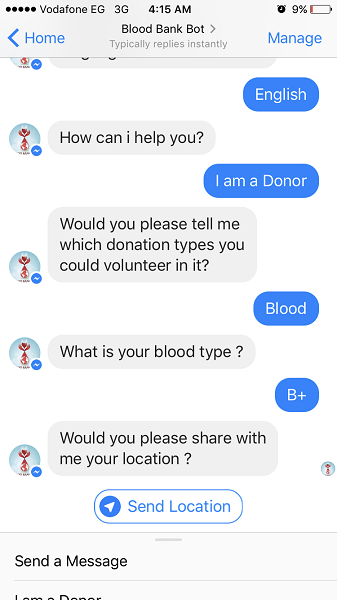 Vodafone EG 3G 4:15 AM 9%
Home Blood Bank Bot > Manage
Typically replies instantly
English
How can i help you?
I am a Donor
Would you please tell me
which donation types you
could volunteer in it?
Blood
What is your blood type ?
B+
Would you please share with
me your location ?
Send Location
Send a Message
I am a Donor